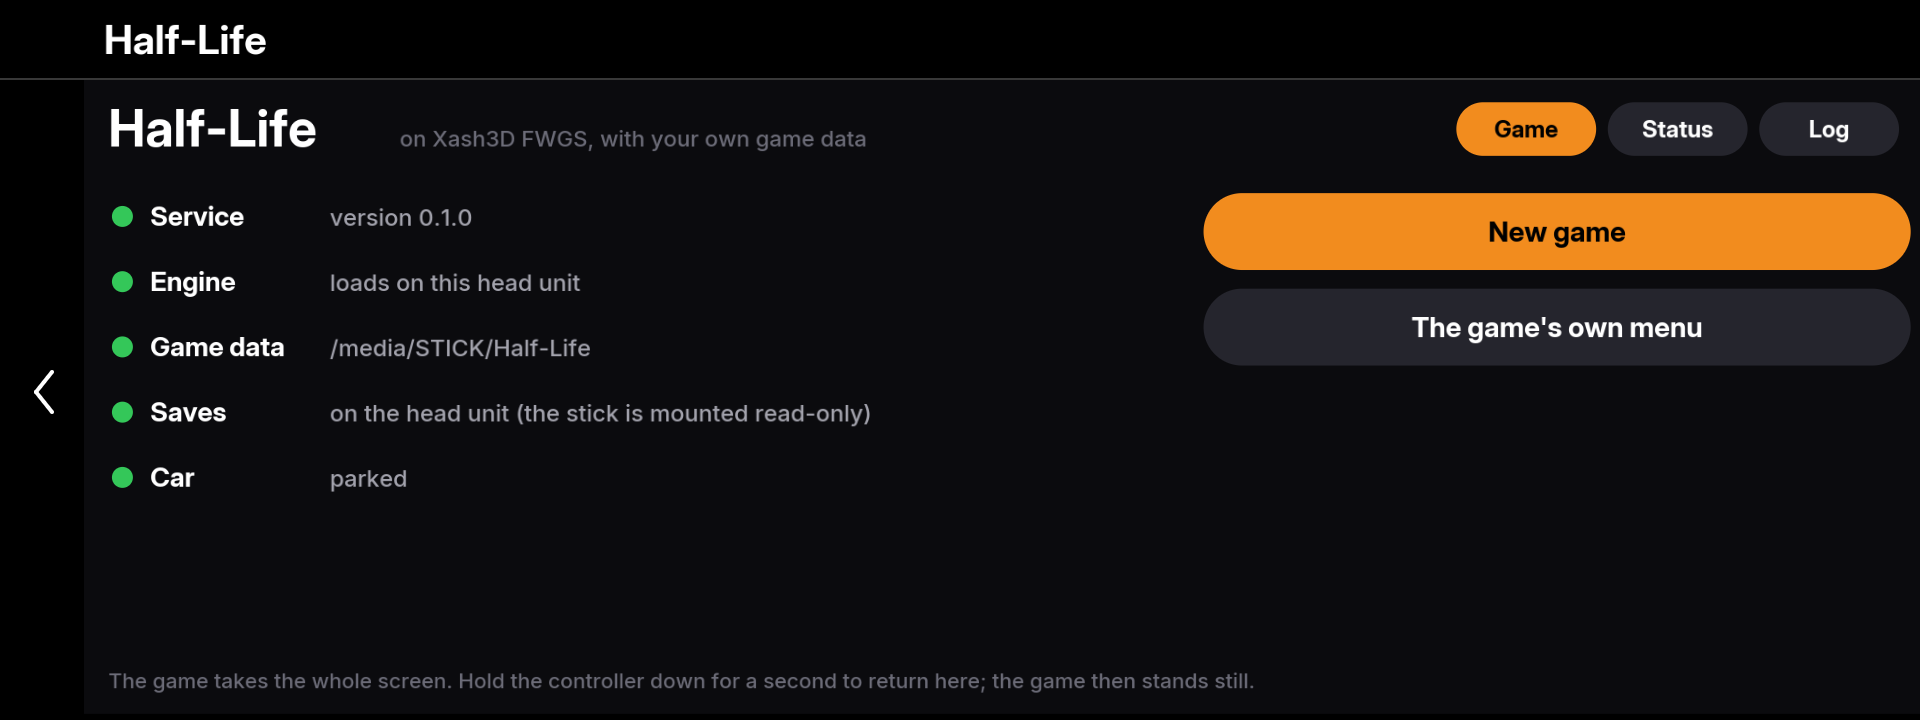 Half-Life
Half-Life on Xash3D FWGS, with your own game data Game Status Log
Service version 0.1.0
Engine loads on this head unit
Game data /media/STICK/Half-Life
Saves on the head unit (the stick is mounted read-only)
Car parked
New game
The game's own menu
The game takes the whole screen. Hold the controller down for a second to return here; the game then stands still.